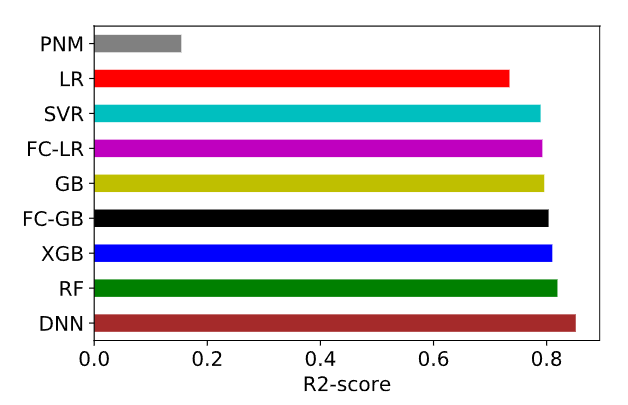 PNM
LR
SVR
FC-LR
GB
FC-GB
XGB
RF
DNN
0.0 0.2 0.4 0.6 0.8
R2-score